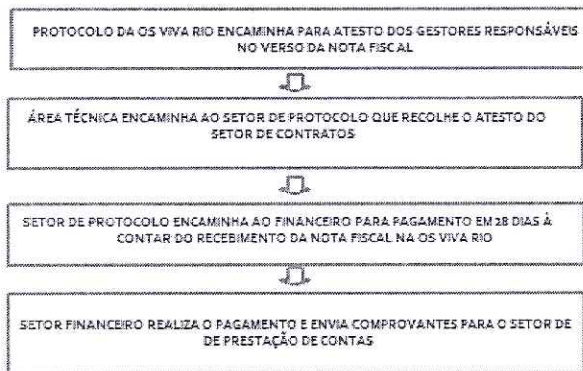 PROTOCOLO DA OS VIVA RIO ENCAMINHA PARA ATESTO DOS GESTORES RESPONSÁVEIS
NO VERSO DA NOTA FISCAL
ÁREA TÉCNICA ENCAMINHA AO SETOR DE PROTOCOLO QUE RECOLHE O ATESTO DO
SETOR DE CONTRATOS
SETOR DE PROTOCOLO ENCAMINHA AO FINANCEIRO PARA PAGAMENTO EM 28 DIAS À
CONTAR DO RECEBIMENTO DA NOTA FISCAL NA OS VIVA RIO
SETOR FINANCEIRO REALIZA O PAGAMENTO E ENVIA COMPROVANTES PARA O SETOR DE
DE PRESTAÇÃO DE CONTAS